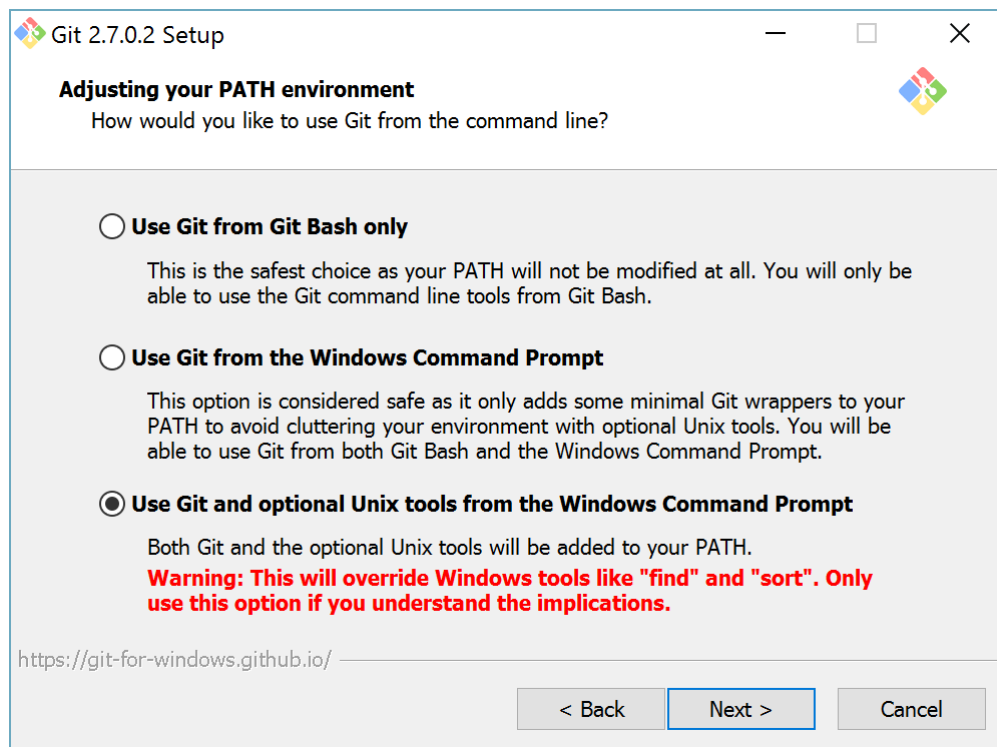 Git 2.7.0.2 Setup
Adjusting your PATH environment
How would you like to use Git from the command line?
Use Git from Git Bash only
This is the safest choice as your PATH will not be modified at all. You will only be
able to use the Git command line tools from Git Bash.
Use Git from the Windows Command Prompt
This option is considered safe as it only adds some minimal Git wrappers to your
PATH to avoid cluttering your environment with optional Unix tools. You will be
able to use Git from both Git Bash and the Windows Command Prompt.
Use Git and optional Unix tools from the Windows Command Prompt
Both Git and the optional Unix tools will be added to your PATH.
Warning: This will override Windows tools like "find" and "sort". Only
use this option if you understand the implications.
https://git-for-windows.github.io/
< Back Next > Cancel